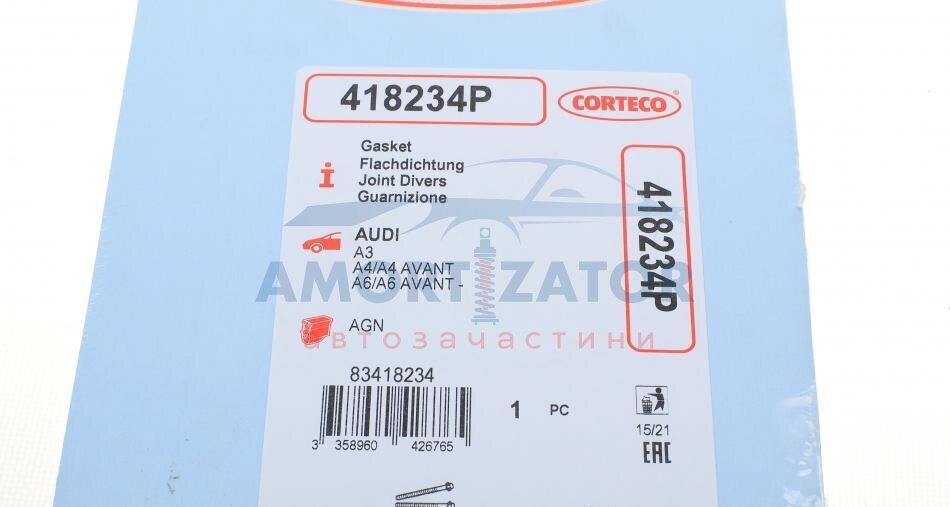 418234P
CORTECO®
Gasket
Flachdichtung
Joint Divers
Guarnizione
418234P
AUDI
A3
A4/A4 AVANT
A6/A6 AVANT -
AMORTIZATOR
автозачастини
AGN
83418234
1 PC
3 358960 426765
15/21
EAC